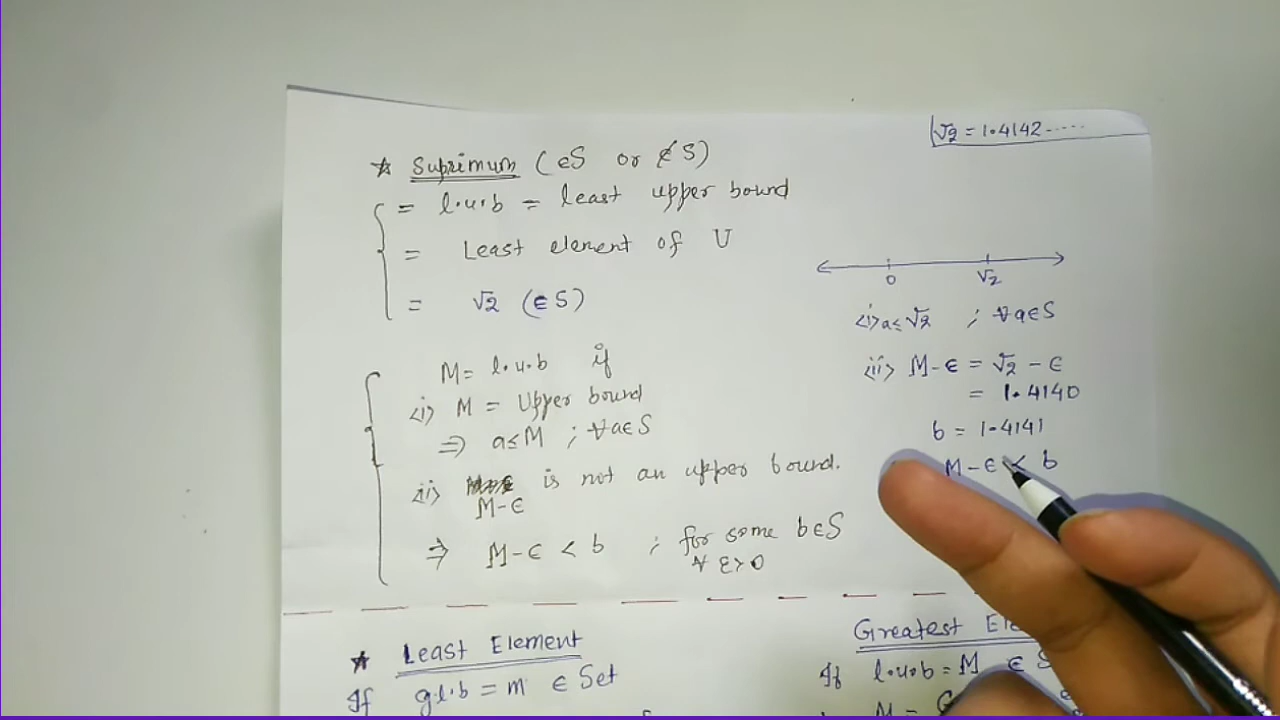 √2 = 1.4142.....
☆ Suprimum (∈S or ∉ S)
= l.u.b = least upper bound
= Least element of U
= √2 (∈S)
M = l.u.b if
<i> M = Upper bound
⇒ a≤M ; ∀a∈S
<ii> M-ϵ is not an upper bound.
⇒ M-ϵ < b ; for some b∈S
∀ ε>0
0 √2
<i> a≤√2 ; ∀a∈S
<ii> M-ϵ = √2 - ϵ
= 1.4140
b = 1.4141
M-ϵ < b
★ Least Element
If g.l.b = m ∈ Set
Greatest
If l.u.b = M ∈
M =